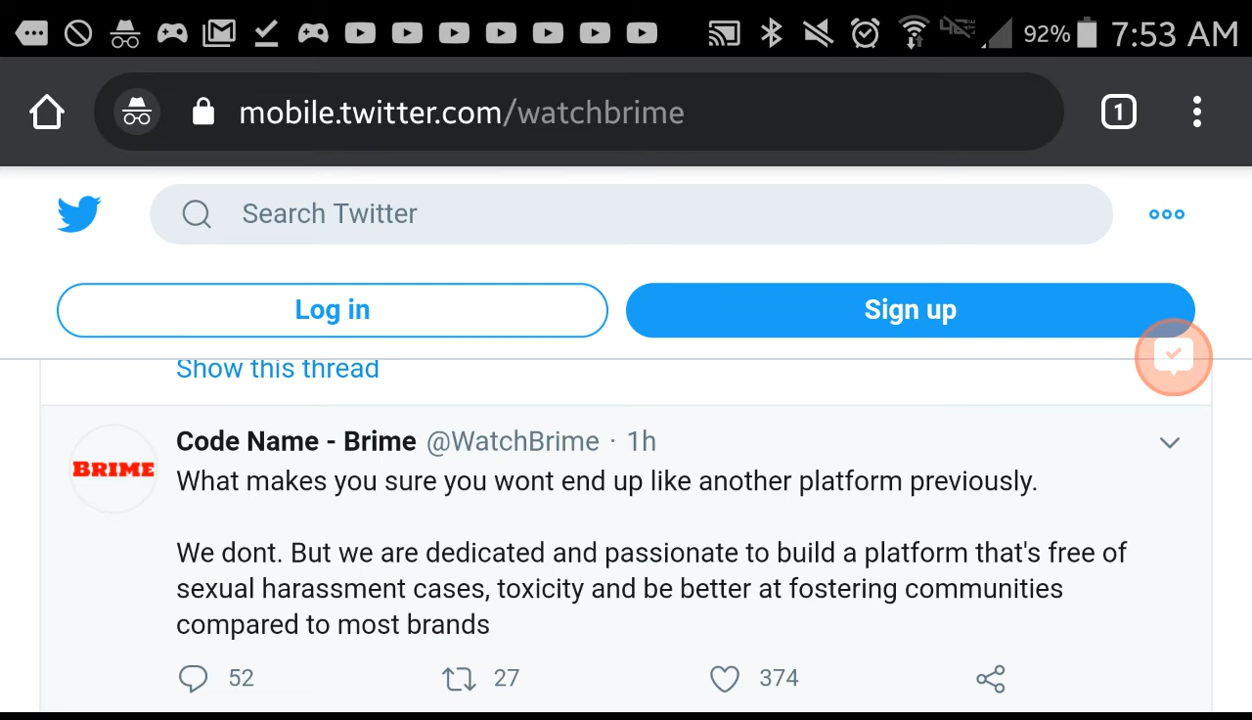 92% 7:53 AM
mobile.twitter.com/watchbrime 1
Search Twitter
Log in Sign up
Show this thread
Code Name - Brime @WatchBrime · 1h
BRIME
What makes you sure you wont end up like another platform previously.
We dont. But we are dedicated and passionate to build a platform that's free of
sexual harassment cases, toxicity and be better at fostering communities
compared to most brands
52 27 374